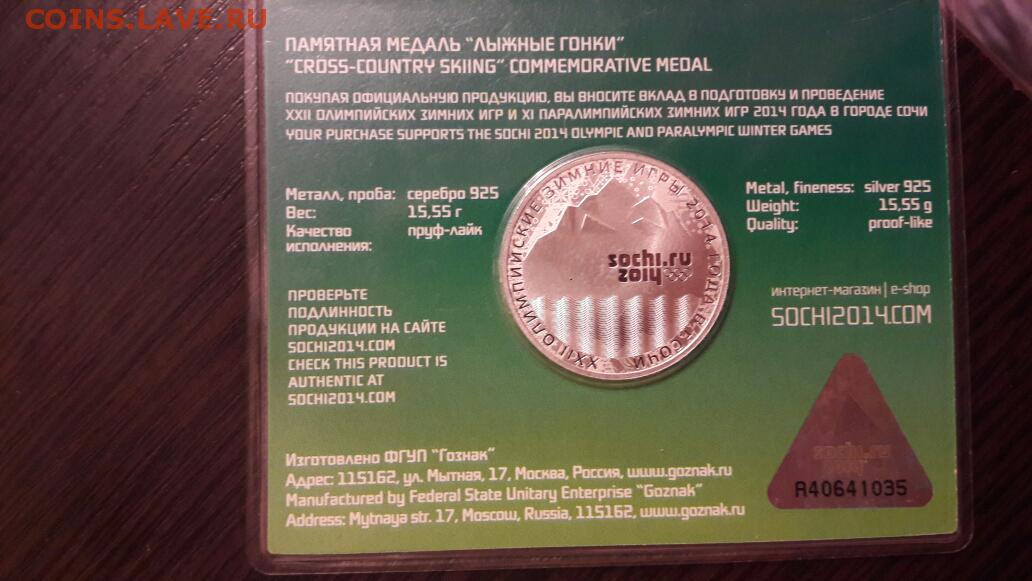 COINS.LAVE.RU
ПАМЯТНАЯ МЕДАЛЬ "ЛЫЖНЫЕ ГОНКИ"
"CROSS-COUNTRY SKIING" COMMEMORATIVE MEDAL
ПОКУПАЯ ОФИЦИАЛЬНУЮ ПРОДУКЦИЮ, ВЫ ВНОСИТЕ ВКЛАД В ПОДГОТОВКУ И ПРОВЕДЕНИЕ
XXII ОЛИМПИЙСКИХ ЗИМНИХ ИГР И XI ПАРАЛИМПИЙСКИХ ЗИМНИХ ИГР 2014 ГОДА В ГОРОДЕ СОЧИ
YOUR PURCHASE SUPPORTS THE SOCHI 2014 OLYMPIC AND PARALYMPIC WINTER GAMES
Металл, проба: серебро 925
Вес: 15,55 г
Качество исполнения: пруф-лайк
XXII ОЛИМПИЙСКИЕ ЗИМНИЕ ИГРЫ 2014 ГОДА В СОЧИ
sochi.ru
2014
Metal, fineness: silver 925
Weight: 15,55 g
Quality: proof-like
ПРОВЕРЬТЕ
ПОДЛИННОСТЬ
ПРОДУКЦИИ НА САЙТЕ
SOCHI2014.COM
CHECK THIS PRODUCT IS
AUTHENTIC AT
SOCHI2014.COM
интернет-магазин | e-shop
SOCHI2014.COM
sochi.ru
R40641035
Изготовлено ФГУП "Гознак"
Адрес: 115162, ул. Мытная, 17, Москва, Россия, www.goznak.ru
Manufactured by Federal State Unitary Enterprise "Goznak"
Address: Mytnaya str. 17, Moscow, Russia, 115162, www.goznak.ru